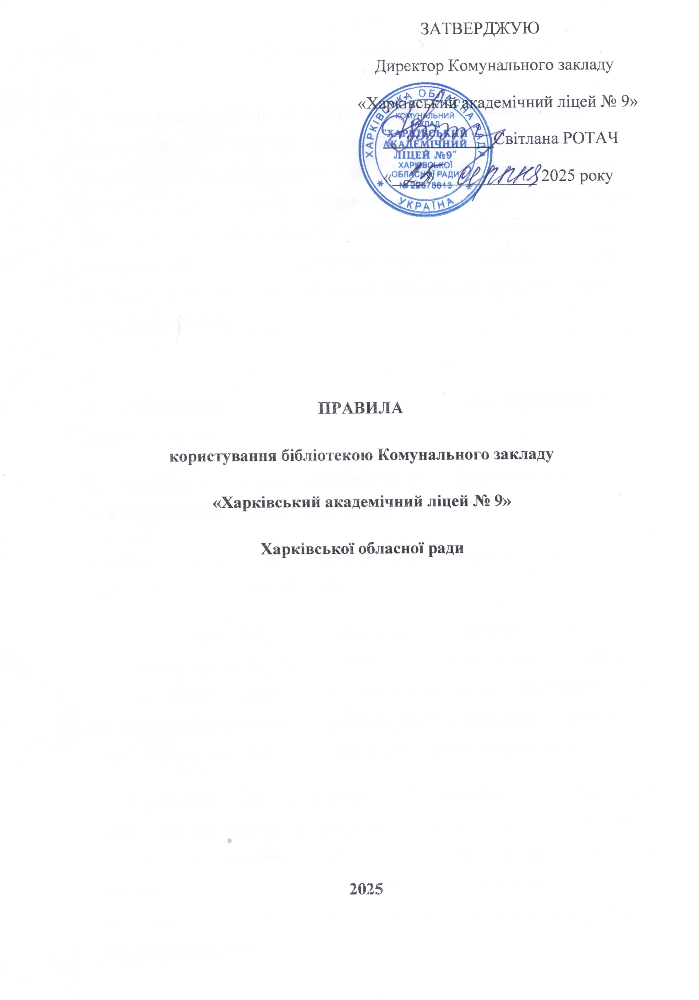 ЗАТВЕРДЖУЮ
Директор Комунального закладу
«Харківський академічний ліцей № 9»
Світлана РОТАЧ
«25» серпня 2025 року
ХАРКІВСЬКА ОБЛАСНА РАДА
КОМУНАЛЬНИЙ
ЗАКЛАД
"ХАРКІВСЬКИЙ
АКАДЕМІЧНИЙ
ЛІЦЕЙ №9"
ХАРКІВСЬКОЇ
ОБЛАСНОЇ РАДИ
№ 22678613
* УКРАЇНА *
ПРАВИЛА
користування бібліотекою Комунального закладу
«Харківський академічний ліцей № 9»
Харківської обласної ради
2025